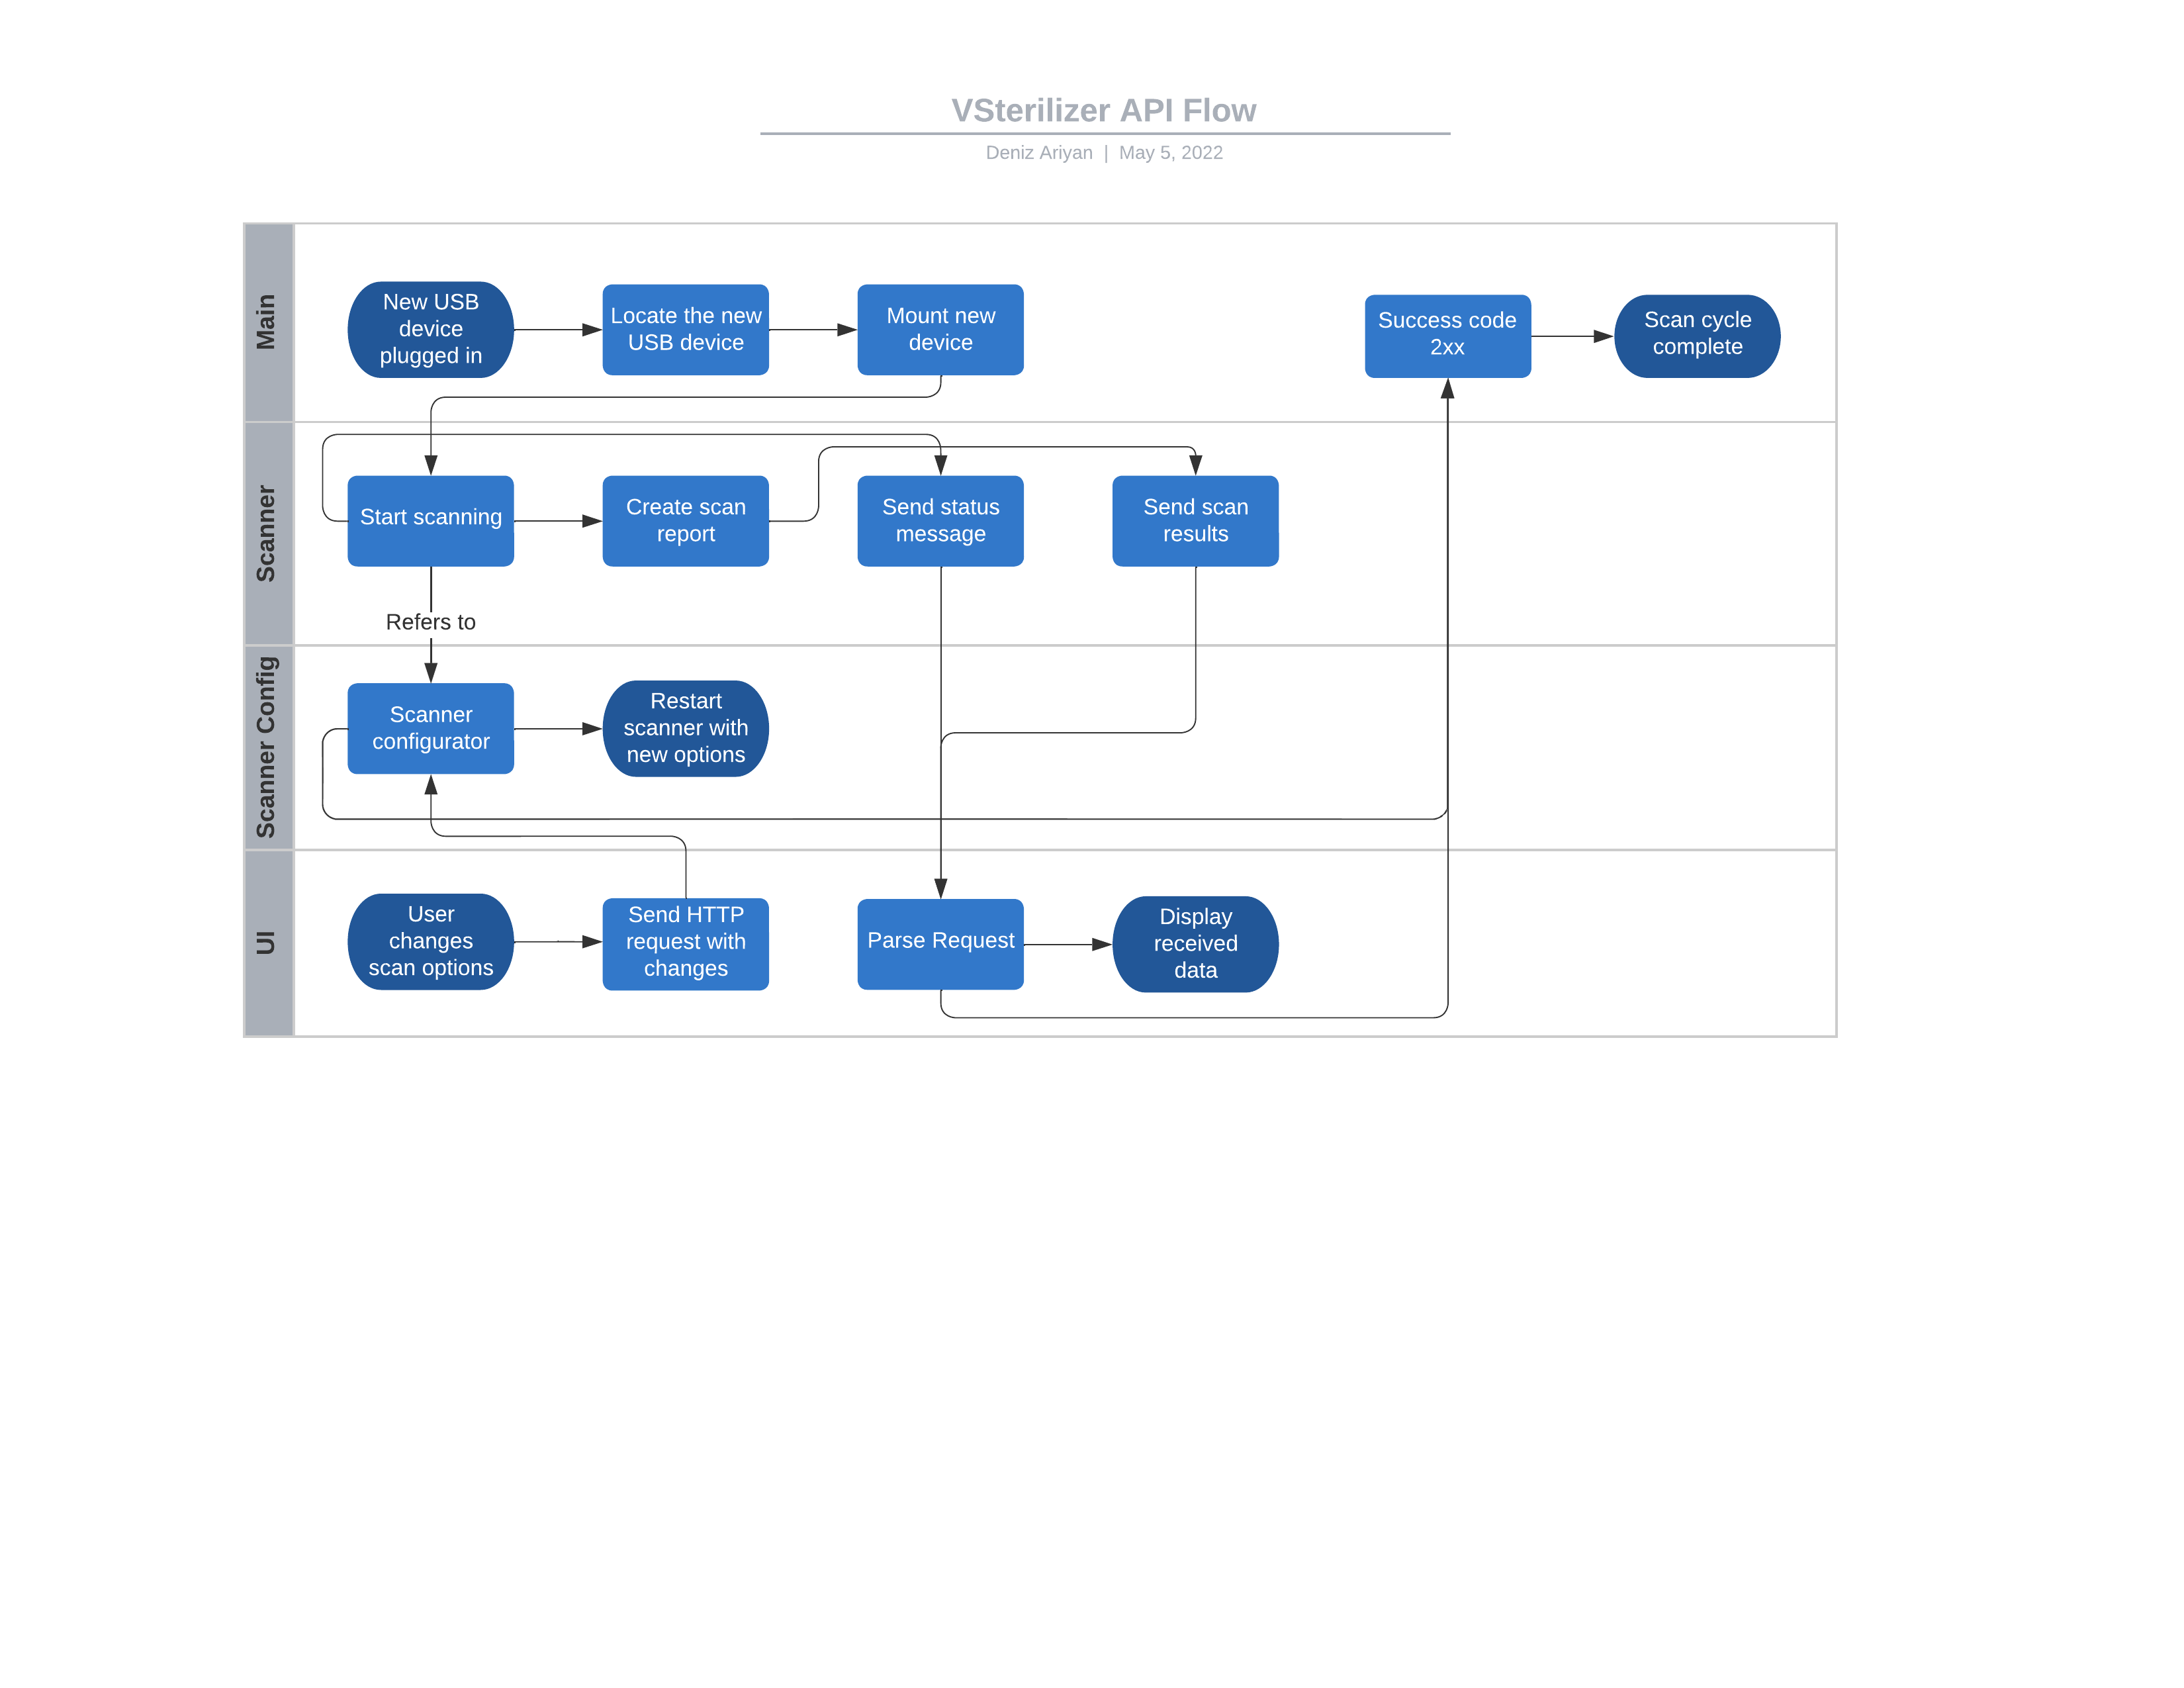 VSterilizer API Flow
Deniz Ariyan | May 5, 2022
Main
New USB
device
plugged in
Locate the new
USB device
Mount new
device
Success code
2xx
Scan cycle
complete
Scanner
Start scanning
Create scan
report
Send status
message
Send scan
results
Refers to
Scanner Config
Scanner
configurator
Restart
scanner with
new options
UI
User
changes
scan options
Send HTTP
request with
changes
Parse Request
Display
received
data